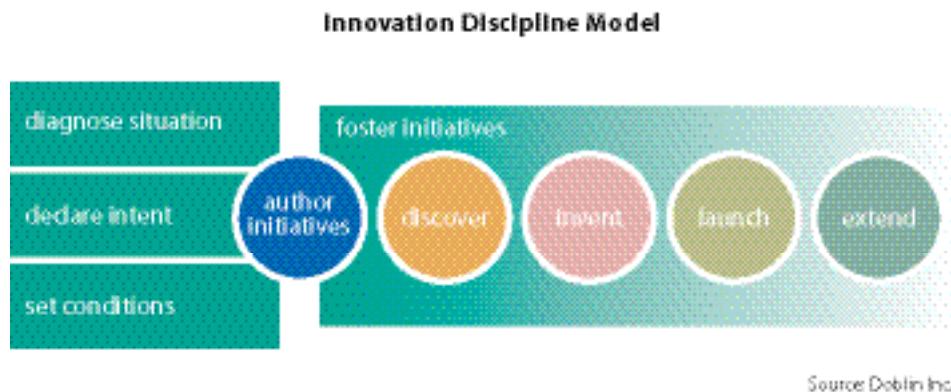 Innovation Discipline Model
diagnose situation
declare intent
set conditions
author
initiatives
foster initiatives
discover
invent
launch
extend
Source Doblin Inc